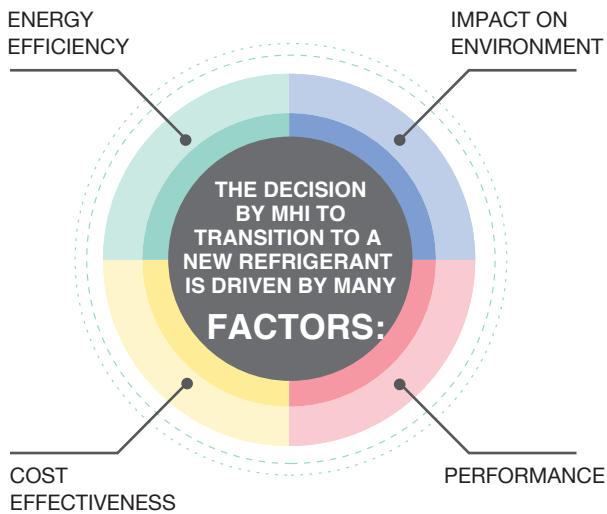 ENERGY
EFFICIENCY
IMPACT ON
ENVIRONMENT
THE DECISION
BY MHI TO
TRANSITION TO A
NEW REFRIGERANT
IS DRIVEN BY MANY
FACTORS:
COST
EFFECTIVENESS
PERFORMANCE